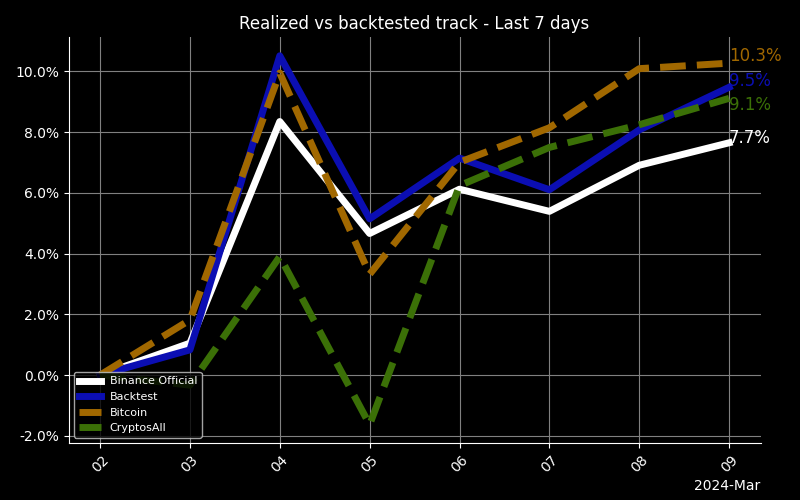 Realized vs backtested track - Last 7 days
10.3%
10.0%
9.5%
9.1%
8.0%
7.7%
6.0%
4.0%
2.0%
0.0%
Binance Official
Backtest
Bitcoin
CryptosAll
-2.0%
02 03 04 05 06 07 08 09
2024-Mar